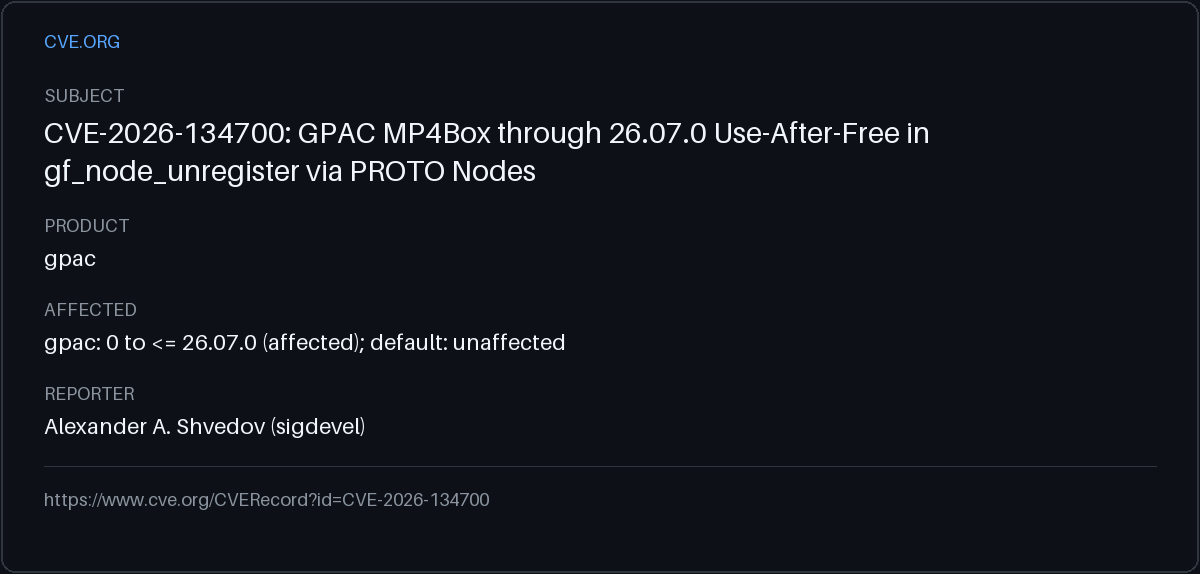 CVE.ORG
SUBJECT
CVE-2026-134700: GPAC MP4Box through 26.07.0 Use-After-Free in
gf_node_unregister via PROTO Nodes
PRODUCT
gpac
AFFECTED
gpac: 0 to <= 26.07.0 (affected); default: unaffected
REPORTER
Alexander A. Shvedov (sigdevel)
https://www.cve.org/CVERecord?id=CVE-2026-134700